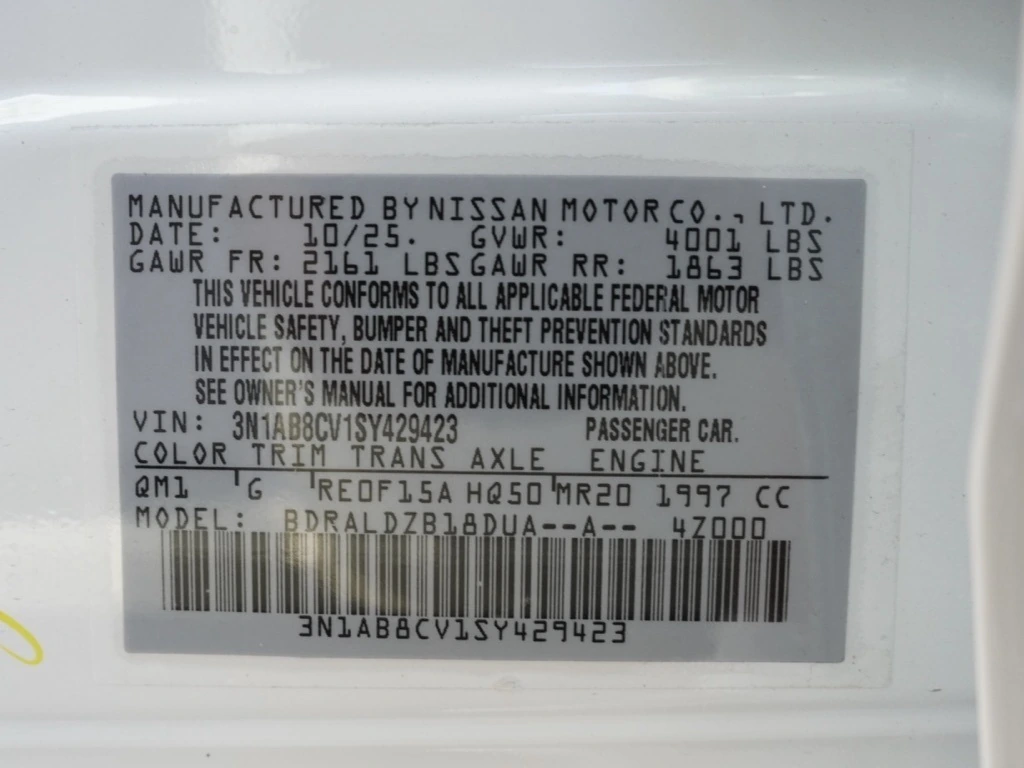 MANUFACTURED BY NISSAN MOTOR CO., LTD.
DATE: 10/25. GVWR: 4001 LBS
GAWR FR: 2161 LBS GAWR RR: 1863 LBS
THIS VEHICLE CONFORMS TO ALL APPLICABLE FEDERAL MOTOR
VEHICLE SAFETY, BUMPER AND THEFT PREVENTION STANDARDS
IN EFFECT ON THE DATE OF MANUFACTURE SHOWN ABOVE.
SEE OWNER'S MANUAL FOR ADDITIONAL INFORMATION.
VIN: 3N1AB8CV1SY429423 PASSENGER CAR.
COLOR TRIM TRANS AXLE ENGINE
QM1 G RE0F15A HQ50 MR20 1997 CC
MODEL: BDRALDZB18DUA--A-- 4Z000
3N1AB8CV1SY429423